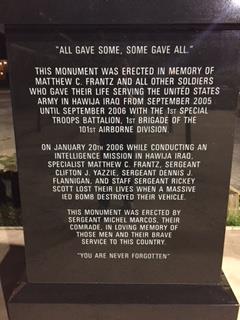 "ALL GAVE SOME, SOME GAVE ALL."
THIS MONUMENT WAS ERECTED IN MEMORY OF
MATTHEW C. FRANTZ AND ALL OTHER SOLDIERS
WHO GAVE THEIR LIFE SERVING THE UNITED STATES
ARMY IN HAWIJA IRAQ FROM SEPTEMBER 2005
UNTIL SEPTEMBER 2006 WITH THE 1ST SPECIAL
TROOPS BATTALION, 1ST BRIGADE OF THE
101ST AIRBORNE DIVISION.
ON JANUARY 20TH 2006 WHILE CONDUCTING AN
INTELLIGENCE MISSION IN HAWIJA IRAQ,
SPECIALIST MATTHEW C. FRANTZ, SERGEANT
CLIFTON J. YAZZIE, SERGEANT DENNIS J.
FLANNIGAN, AND STAFF SERGEANT RICKEY
SCOTT LOST THEIR LIVES WHEN A MASSIVE
IED BOMB DESTROYED THEIR VEHICLE.
THIS MONUMENT WAS ERECTED BY
SERGEANT MICHEL MARCOS, THEIR
COMRADE, IN LOVING MEMORY OF
THOSE MEN AND THEIR BRAVE
SERVICE TO THIS COUNTRY.
"YOU ARE NEVER FORGOTTEN"